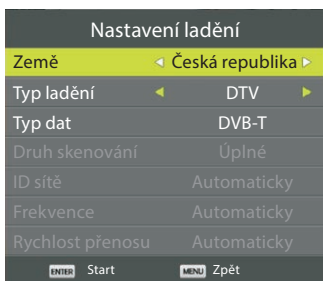 Nastavení ladění
Země Česká republika
Typ ladění DTV
Typ dat DVB-T
Druh skenování Úplné
ID sítě Automaticky
Frekvence Automaticky
Rychlost přenosu Automaticky
ENTER Start MENU Zpět